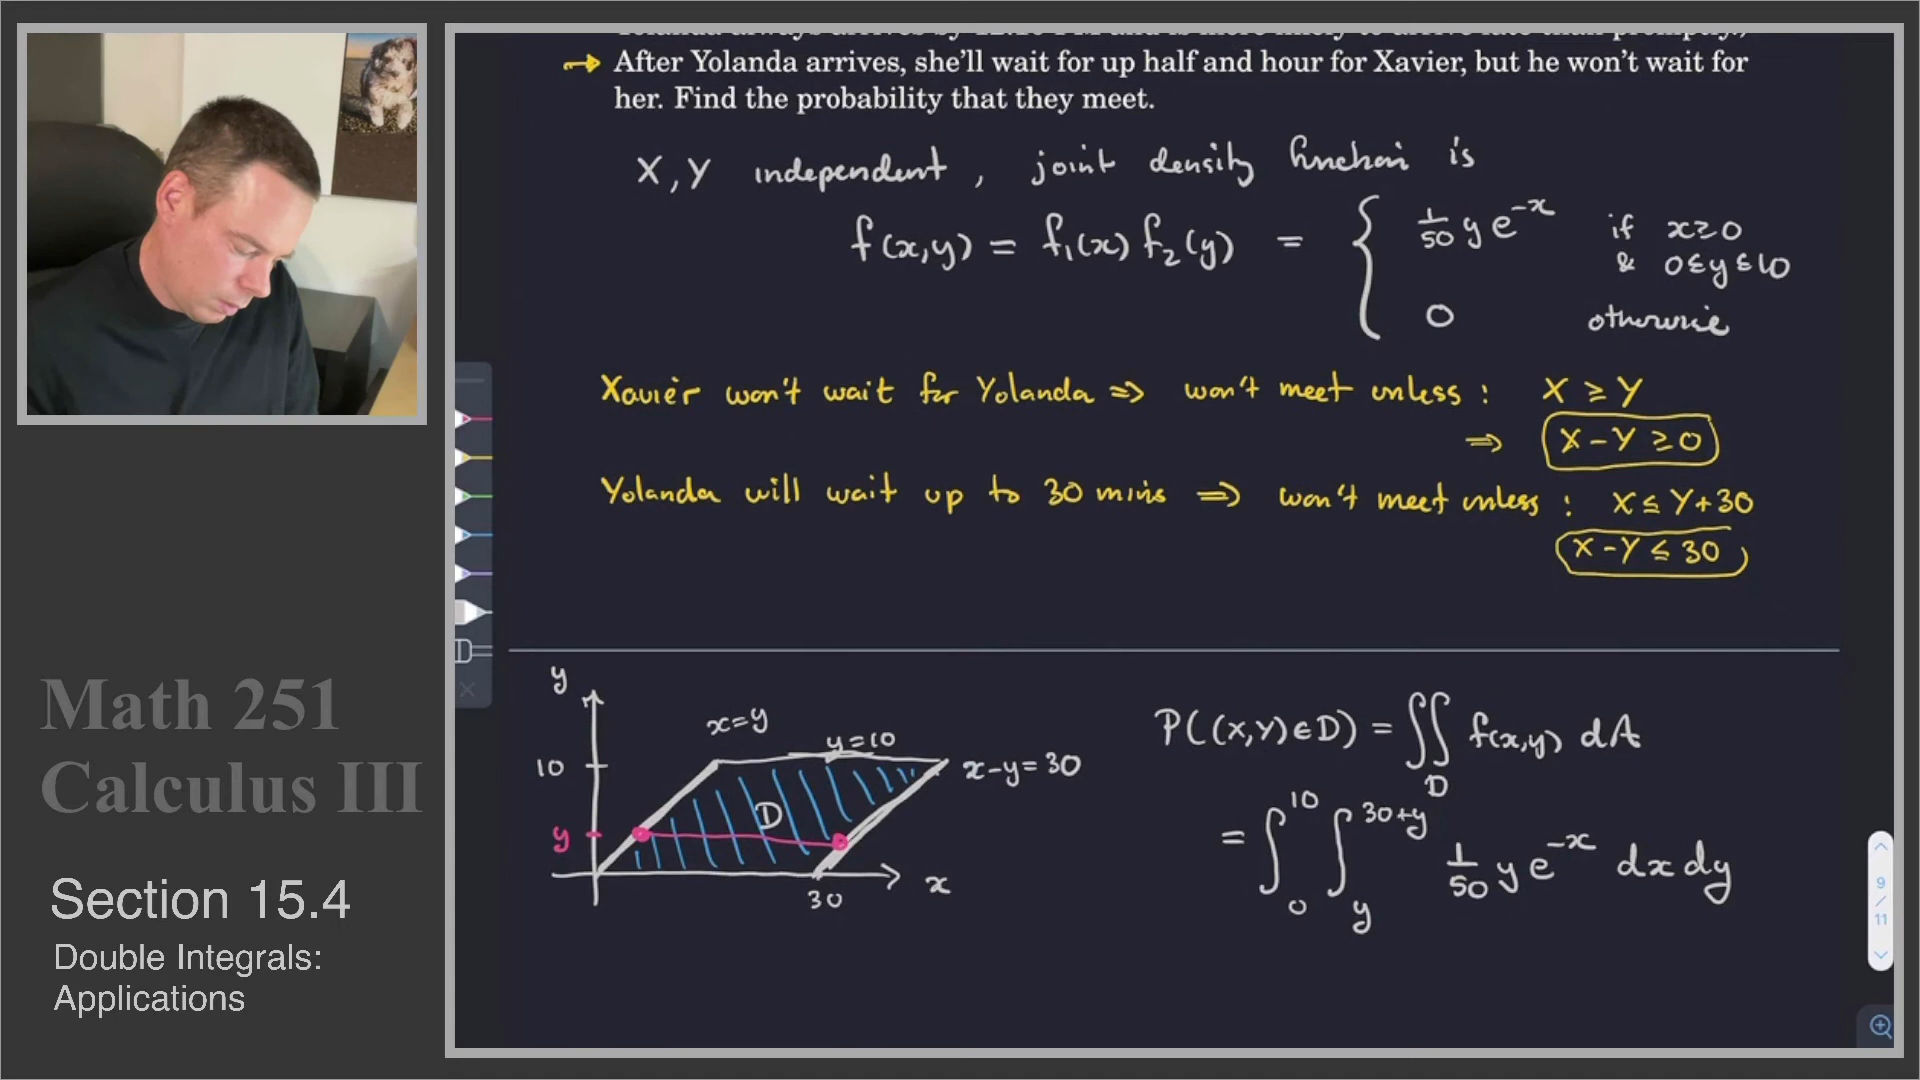 After Yolanda arrives, she'll wait for up half and hour for Xavier, but he won't wait for
her. Find the probability that they meet.
X, Y independent, joint density function is
f(x,y) = f₁(x) f₂(y) = { 1/50 y e^-x if x≥0
& 0≤y≤10
0 otherwise
Xavier won't wait for Yolanda ⇒ won't meet unless : X ≥ Y
⇒ X - Y ≥ 0
Yolanda will wait up to 30 mins ⇒ won't meet unless : X ≤ Y+30
X - Y ≤ 30
y
x=y
y=10
10
x-y=30
D
y
30
x
P((X,Y)∈D) = ∬_D f(x,y) dA
= ∫_0^10 ∫_y^30+y 1/50 y e^-x dx dy
Math 251
Calculus III
Section 15.4
Double Integrals:
Applications
9
/
11